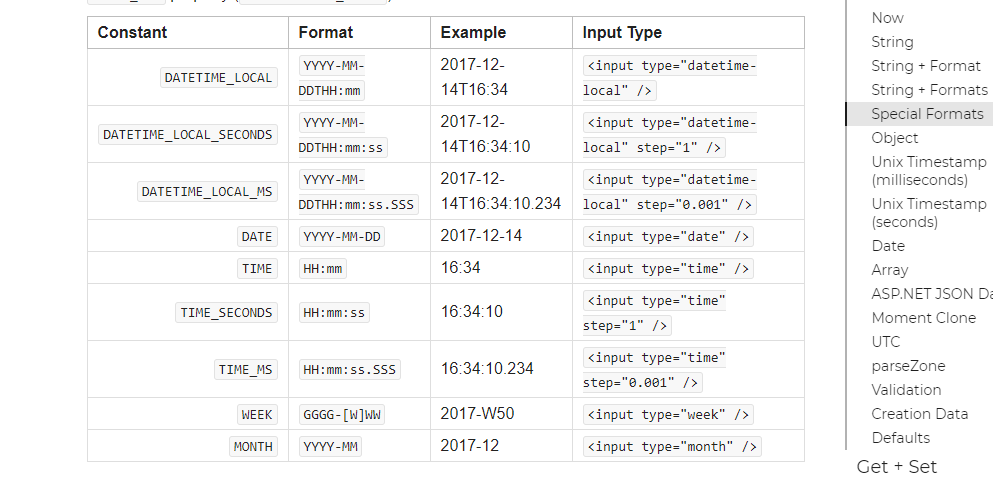 Constant Format Example Input Type
DATETIME_LOCAL YYYY-MM-DDTHH:mm 2017-12-14T16:34 <input type="datetime-local" />
DATETIME_LOCAL_SECONDS YYYY-MM-DDTHH:mm:ss 2017-12-14T16:34:10 <input type="datetime-local" step="1" />
DATETIME_LOCAL_MS YYYY-MM-DDTHH:mm:ss.SSS 2017-12-14T16:34:10.234 <input type="datetime-local" step="0.001" />
DATE YYYY-MM-DD 2017-12-14 <input type="date" />
TIME HH:mm 16:34 <input type="time" />
TIME_SECONDS HH:mm:ss 16:34:10 <input type="time" step="1" />
TIME_MS HH:mm:ss.SSS 16:34:10.234 <input type="time" step="0.001" />
WEEK GGGG-[W]WW 2017-W50 <input type="week" />
MONTH YYYY-MM 2017-12 <input type="month" />
Now
String
String + Format
String + Formats
Special Formats
Object
Unix Timestamp
(milliseconds)
Unix Timestamp
(seconds)
Date
Array
ASP.NET JSON Da
Moment Clone
UTC
parseZone
Validation
Creation Data
Defaults
Get + Set